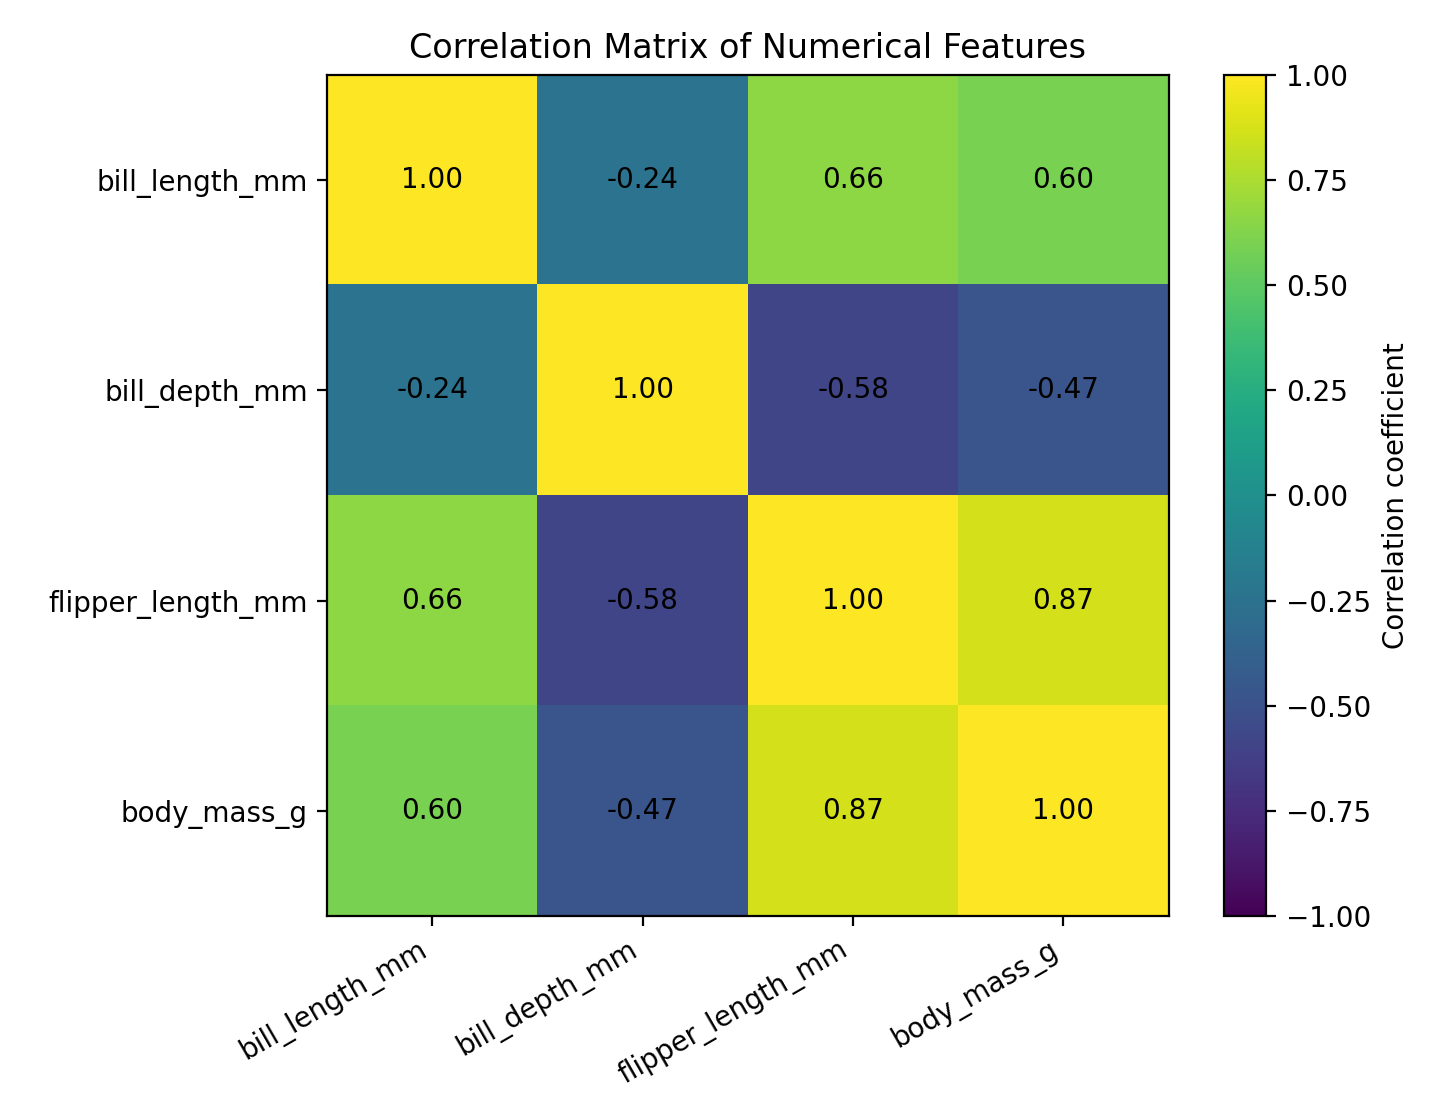 Correlation Matrix of Numerical Features
bill_length_mm 1.00 -0.24 0.66 0.60
bill_depth_mm -0.24 1.00 -0.58 -0.47
flipper_length_mm 0.66 -0.58 1.00 0.87
body_mass_g 0.60 -0.47 0.87 1.00
bill_length_mm bill_depth_mm flipper_length_mm body_mass_g
1.00
0.75
0.50
0.25
0.00
−0.25
−0.50
−0.75
−1.00
Correlation coefficient